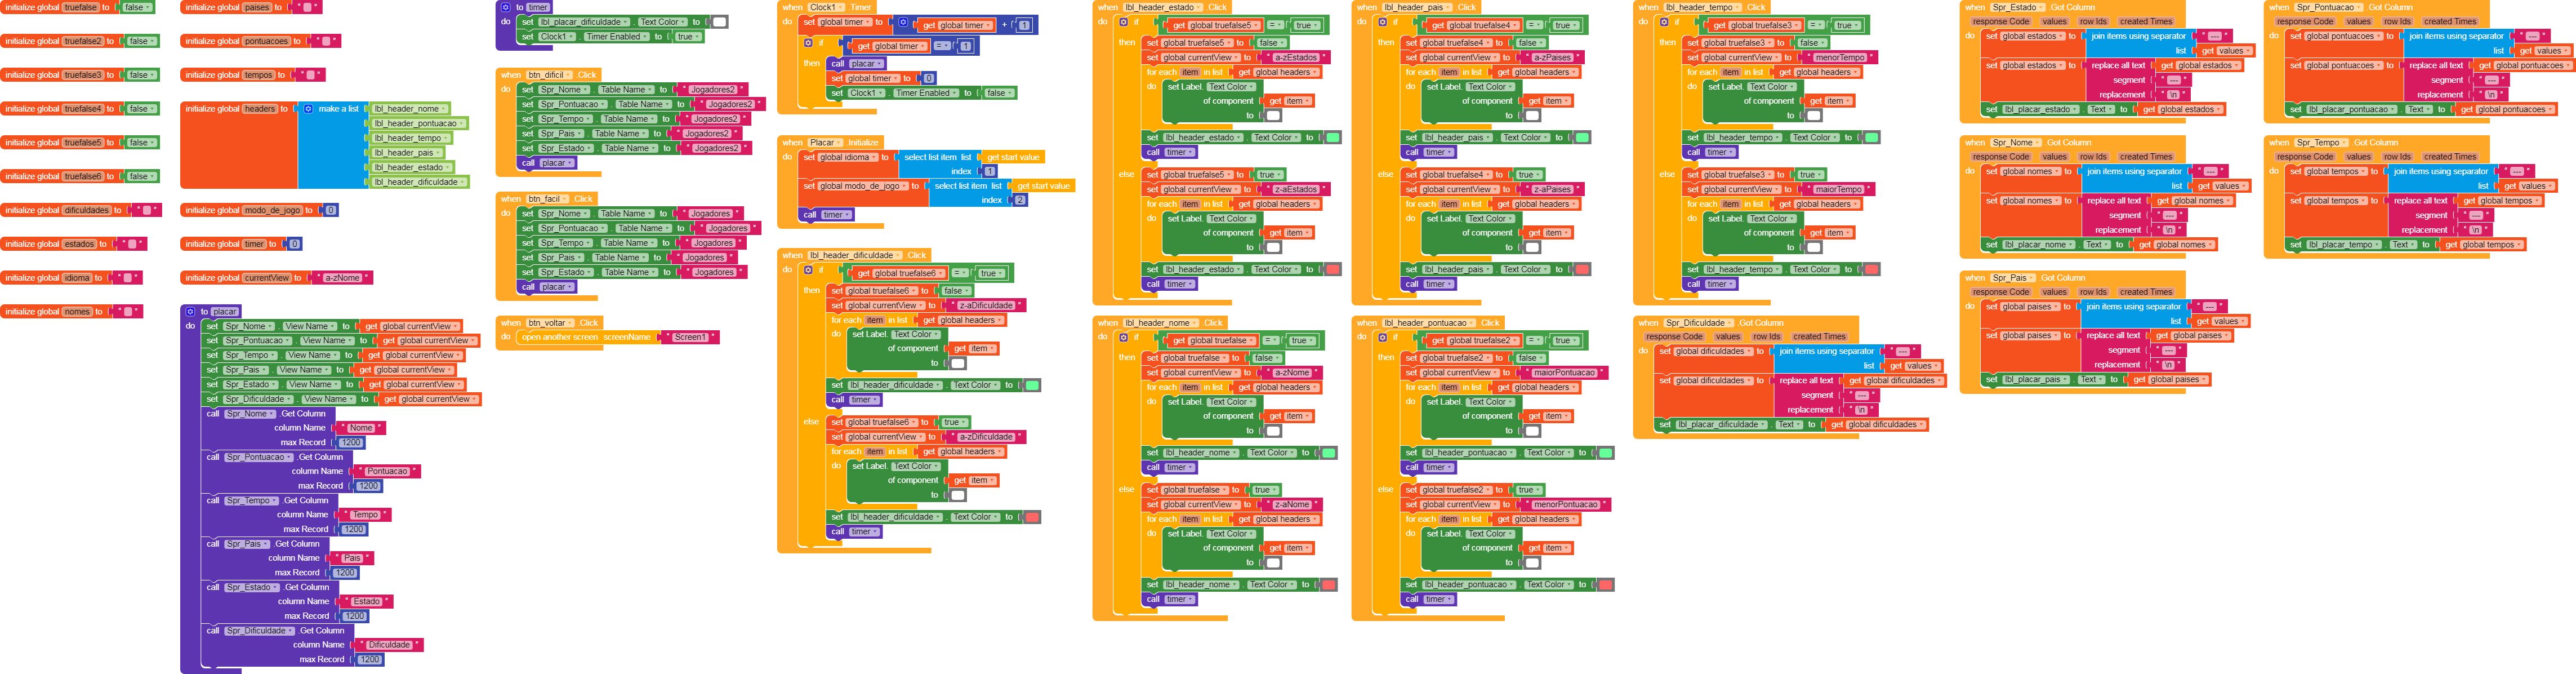 initialize global truefalse to false
initialize global truefalse2 to false
initialize global truefalse3 to false
initialize global truefalse4 to false
initialize global truefalse5 to false
initialize global truefalse6 to false
initialize global dificuldades to " "
initialize global estados to " "
initialize global idioma to " "
initialize global nomes to " "
initialize global paises to " "
initialize global pontuacoes to " "
initialize global tempos to " "
initialize global headers to make a list lbl_header_nome
lbl_header_pontuacao
lbl_header_tempo
lbl_header_pais
lbl_header_estado
lbl_header_dificuldade
initialize global modo_de_jogo to 0
initialize global timer to 0
initialize global currentView to "a-zNome"
to placar
do set Spr_Nome . View Name to get global currentView
set Spr_Pontuacao . View Name to get global currentView
set Spr_Tempo . View Name to get global currentView
set Spr_Pais . View Name to get global currentView
set Spr_Estado . View Name to get global currentView
set Spr_Dificuldade . View Name to get global currentView
call Spr_Nome .Get Column
column Name "Nome"
max Record 1200
call Spr_Pontuacao .Get Column
column Name "Pontuacao"
max Record 1200
call Spr_Tempo .Get Column
column Name "Tempo"
max Record 1200
call Spr_Pais .Get Column
column Name "Pais"
max Record 1200
call Spr_Estado .Get Column
column Name "Estado"
max Record 1200
call Spr_Dificuldade .Get Column
column Name "Dificuldade"
max Record 1200
to timer
do set lbl_placar_dificuldade . Text Color to
set Clock1 . Timer Enabled to true
when btn_dificil .Click
do set Spr_Nome . Table Name to "Jogadores2"
set Spr_Pontuacao . Table Name to "Jogadores2"
set Spr_Tempo . Table Name to "Jogadores2"
set Spr_Pais . Table Name to "Jogadores2"
set Spr_Estado . Table Name to "Jogadores2"
call placar
when btn_facil .Click
do set Spr_Nome . Table Name to "Jogadores"
set Spr_Pontuacao . Table Name to "Jogadores"
set Spr_Tempo . Table Name to "Jogadores"
set Spr_Pais . Table Name to "Jogadores"
set Spr_Estado . Table Name to "Jogadores"
call placar
when btn_voltar .Click
do open another screen screenName "Screen1"
when Clock1 .Timer
do set global timer to get global timer + 1
if get global timer = 1
then call placar
set global timer to 0
set Clock1 . Timer Enabled to false
when Placar .Initialize
do set global idioma to select list item list get start value
index 1
set global modo_de_jogo to select list item list get start value
index 2
call timer
when lbl_header_dificuldade .Click
do if get global truefalse6 = true
then set global truefalse6 to false
set global currentView to "z-aDificuldade"
for each item in list get global headers
do set Label. Text Color
of component get item
to
set lbl_header_dificuldade . Text Color to
call timer
else set global truefalse6 to true
set global currentView to "a-zDificuldade"
for each item in list get global headers
do set Label. Text Color
of component get item
to
set lbl_header_dificuldade . Text Color to
call timer
when lbl_header_estado .Click
do if get global truefalse5 = true
then set global truefalse5 to false
set global currentView to "a-zEstados"
for each item in list get global headers
do set Label. Text Color
of component get item
to
set lbl_header_estado . Text Color to
call timer
else set global truefalse5 to true
set global currentView to "z-aEstados"
for each item in list get global headers
do set Label. Text Color
of component get item
to
set lbl_header_estado . Text Color to
call timer
when lbl_header_nome .Click
do if get global truefalse = true
then set global truefalse to false
set global currentView to "a-zNome"
for each item in list get global headers
do set Label. Text Color
of component get item
to
set lbl_header_nome . Text Color to
call timer
else set global truefalse to true
set global currentView to "z-aNome"
for each item in list get global headers
do set Label. Text Color
of component get item
to
set lbl_header_nome . Text Color to
call timer
when lbl_header_pais .Click
do if get global truefalse4 = true
then set global truefalse4 to false
set global currentView to "a-zPaises"
for each item in list get global headers
do set Label. Text Color
of component get item
to
set lbl_header_pais . Text Color to
call timer
else set global truefalse4 to true
set global currentView to "z-aPaises"
for each item in list get global headers
do set Label. Text Color
of component get item
to
set lbl_header_pais . Text Color to
call timer
when lbl_header_pontuacao .Click
do if get global truefalse2 = true
then set global truefalse2 to false
set global currentView to "maiorPontuacao"
for each item in list get global headers
do set Label. Text Color
of component get item
to
set lbl_header_pontuacao . Text Color to
call timer
else set global truefalse2 to true
set global currentView to "menorPontuacao"
for each item in list get global headers
do set Label. Text Color
of component get item
to
set lbl_header_pontuacao . Text Color to
call timer
when lbl_header_tempo .Click
do if get global truefalse3 = true
then set global truefalse3 to false
set global currentView to "menorTempo"
for each item in list get global headers
do set Label. Text Color
of component get item
to
set lbl_header_tempo . Text Color to
call timer
else set global truefalse3 to true
set global currentView to "maiorTempo"
for each item in list get global headers
do set Label. Text Color
of component get item
to
set lbl_header_tempo . Text Color to
call timer
when Spr_Dificuldade .Got Column
response Code values row Ids created Times
do set global dificuldades to join items using separator "---"
list get values
set global dificuldades to replace all text get global dificuldades
segment "---"
replacement "\n"
set lbl_placar_dificuldade . Text to get global dificuldades
when Spr_Estado .Got Column
response Code values row Ids created Times
do set global estados to join items using separator "---"
list get values
set global estados to replace all text get global estados
segment "---"
replacement "\n"
set lbl_placar_estado . Text to get global estados
when Spr_Nome .Got Column
response Code values row Ids created Times
do set global nomes to join items using separator "---"
list get values
set global nomes to replace all text get global nomes
segment "---"
replacement "\n"
set lbl_placar_nome . Text to get global nomes
when Spr_Pais .Got Column
response Code values row Ids created Times
do set global paises to join items using separator "---"
list get values
set global paises to replace all text get global paises
segment "---"
replacement "\n"
set lbl_placar_pais . Text to get global paises
when Spr_Pontuacao .Got Column
response Code values row Ids created Times
do set global pontuacoes to join items using separator "---"
list get values
set global pontuacoes to replace all text get global pontuacoes
segment "---"
replacement "\n"
set lbl_placar_pontuacao . Text to get global pontuacoes
when Spr_Tempo .Got Column
response Code values row Ids created Times
do set global tempos to join items using separator "---"
list get values
set global tempos to replace all text get global tempos
segment "---"
replacement "\n"
set lbl_placar_tempo . Text to get global tempos